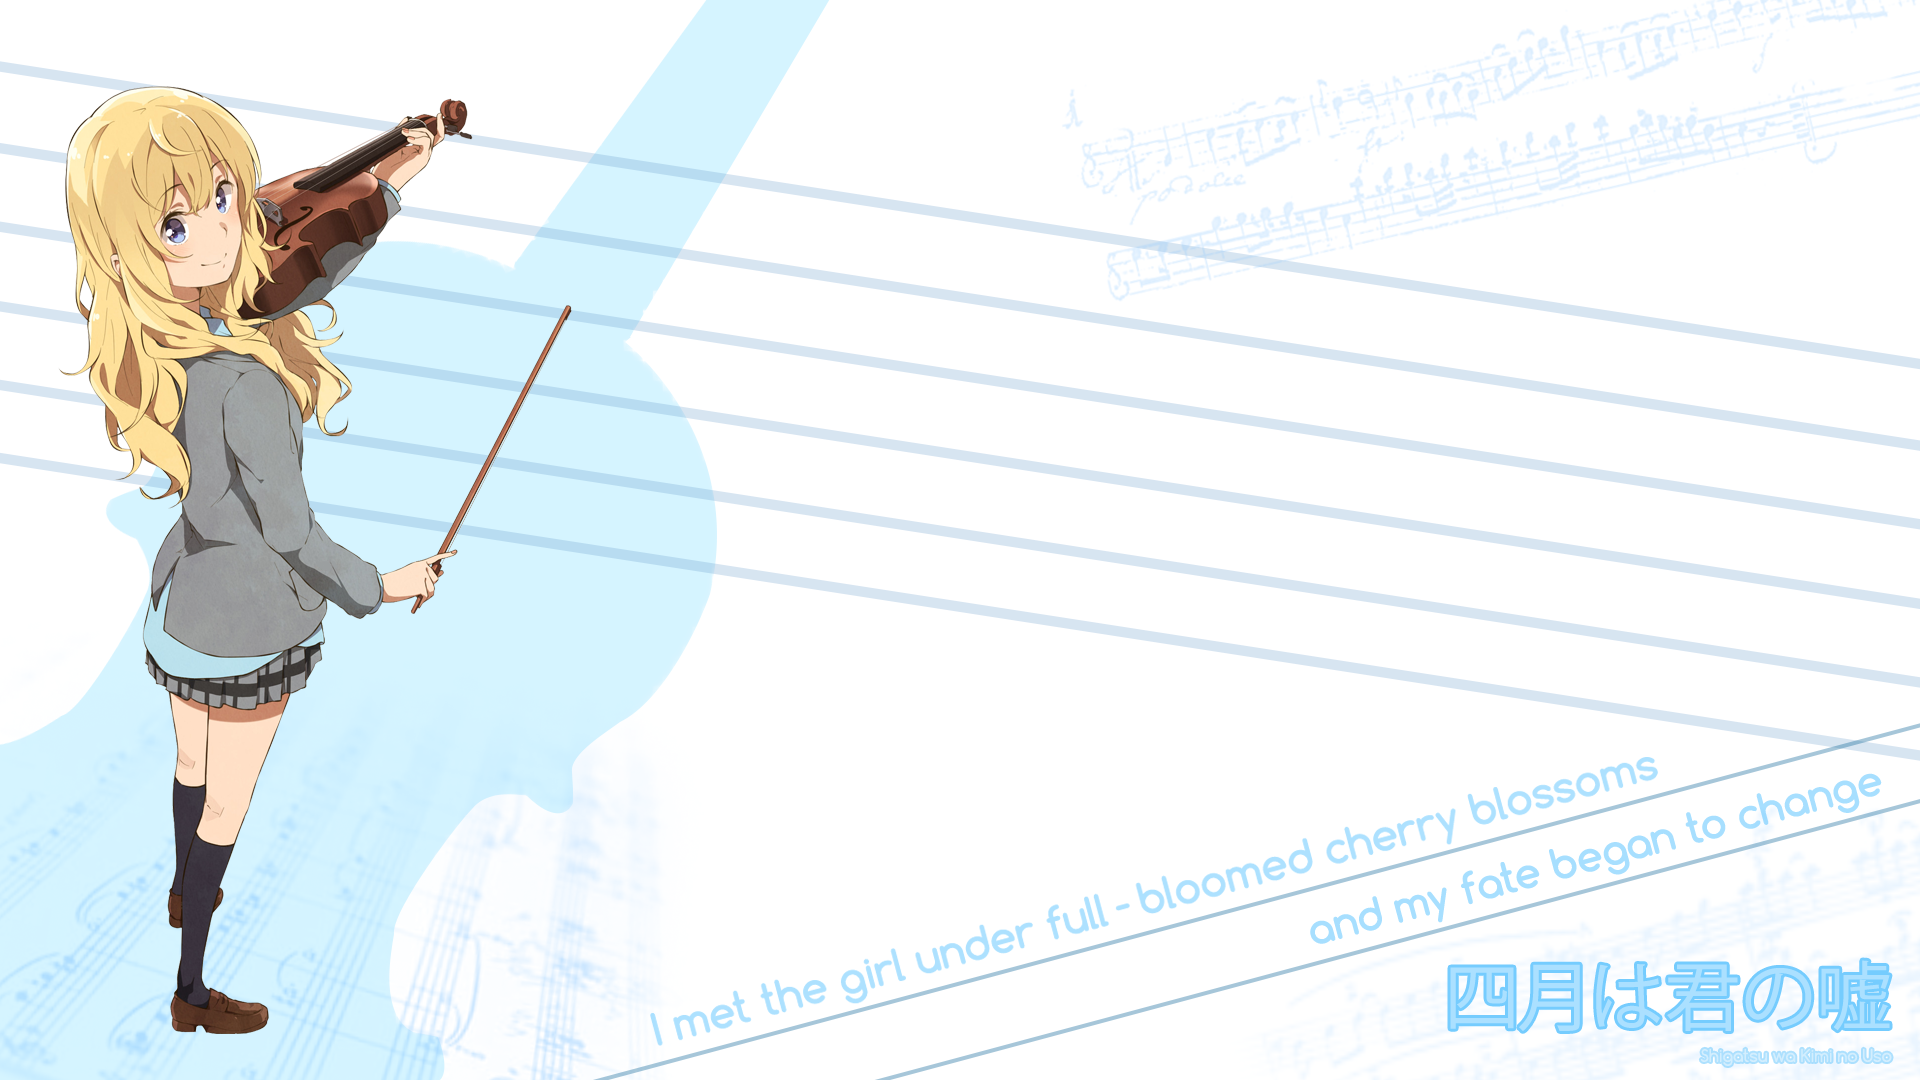 I met the girl under full-bloomed cherry blossoms
and my fate began to change
四月は君の嘘
Shigatsu wa Kimi no Uso